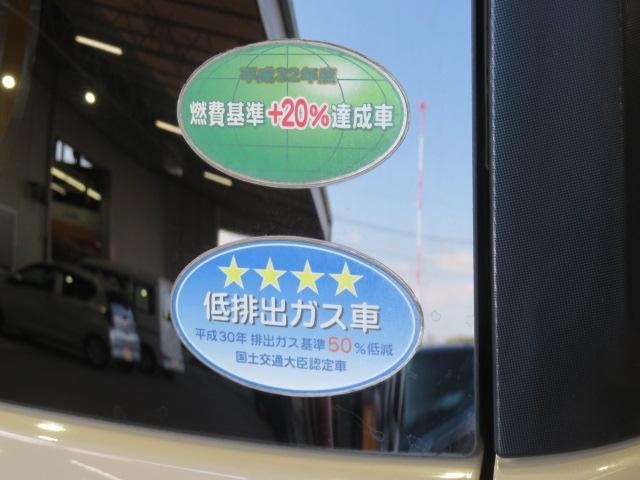 平成32年度
燃費基準+20%達成車
低排出ガス車
平成30年 排出ガス基準50%低減
国土交通大臣認定車